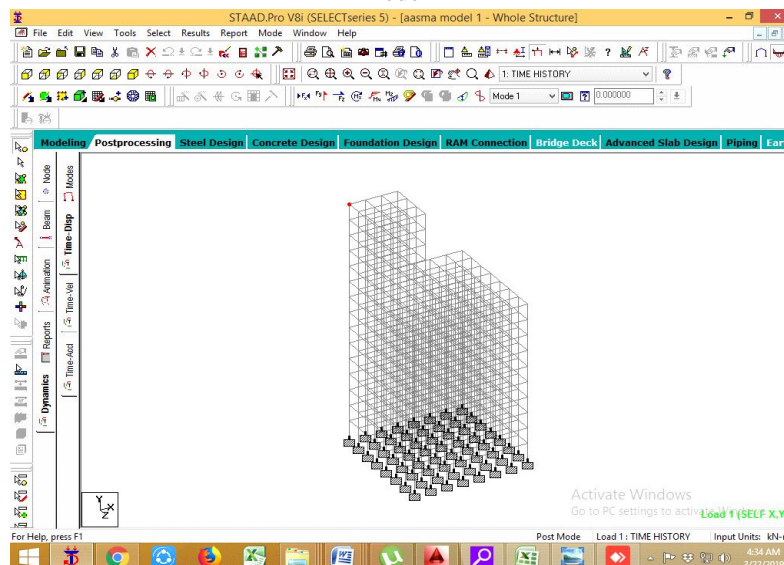 STAAD.Pro V8i (SELECTseries 5) - [aasma model 1 - Whole Structure]
File Edit View Tools Select Results Report Mode Window Help
1: TIME HISTORY
Mode 1 0.000000
Modeling Postprocessing Steel Design Concrete Design Foundation Design RAM Connection Bridge Deck Advanced Slab Design Piping Ear
Node
Beam
Animation
Reports
Dynamics
Modes
Time-Disp
Time-Vel
Time-Accl
Y
X
Z
Activate Windows
Go to PC settings to activate
Load 1 (SELF X,Y
For Help, press F1 Post Mode Load 1 : TIME HISTORY Input Units: kN-
4:34 AM